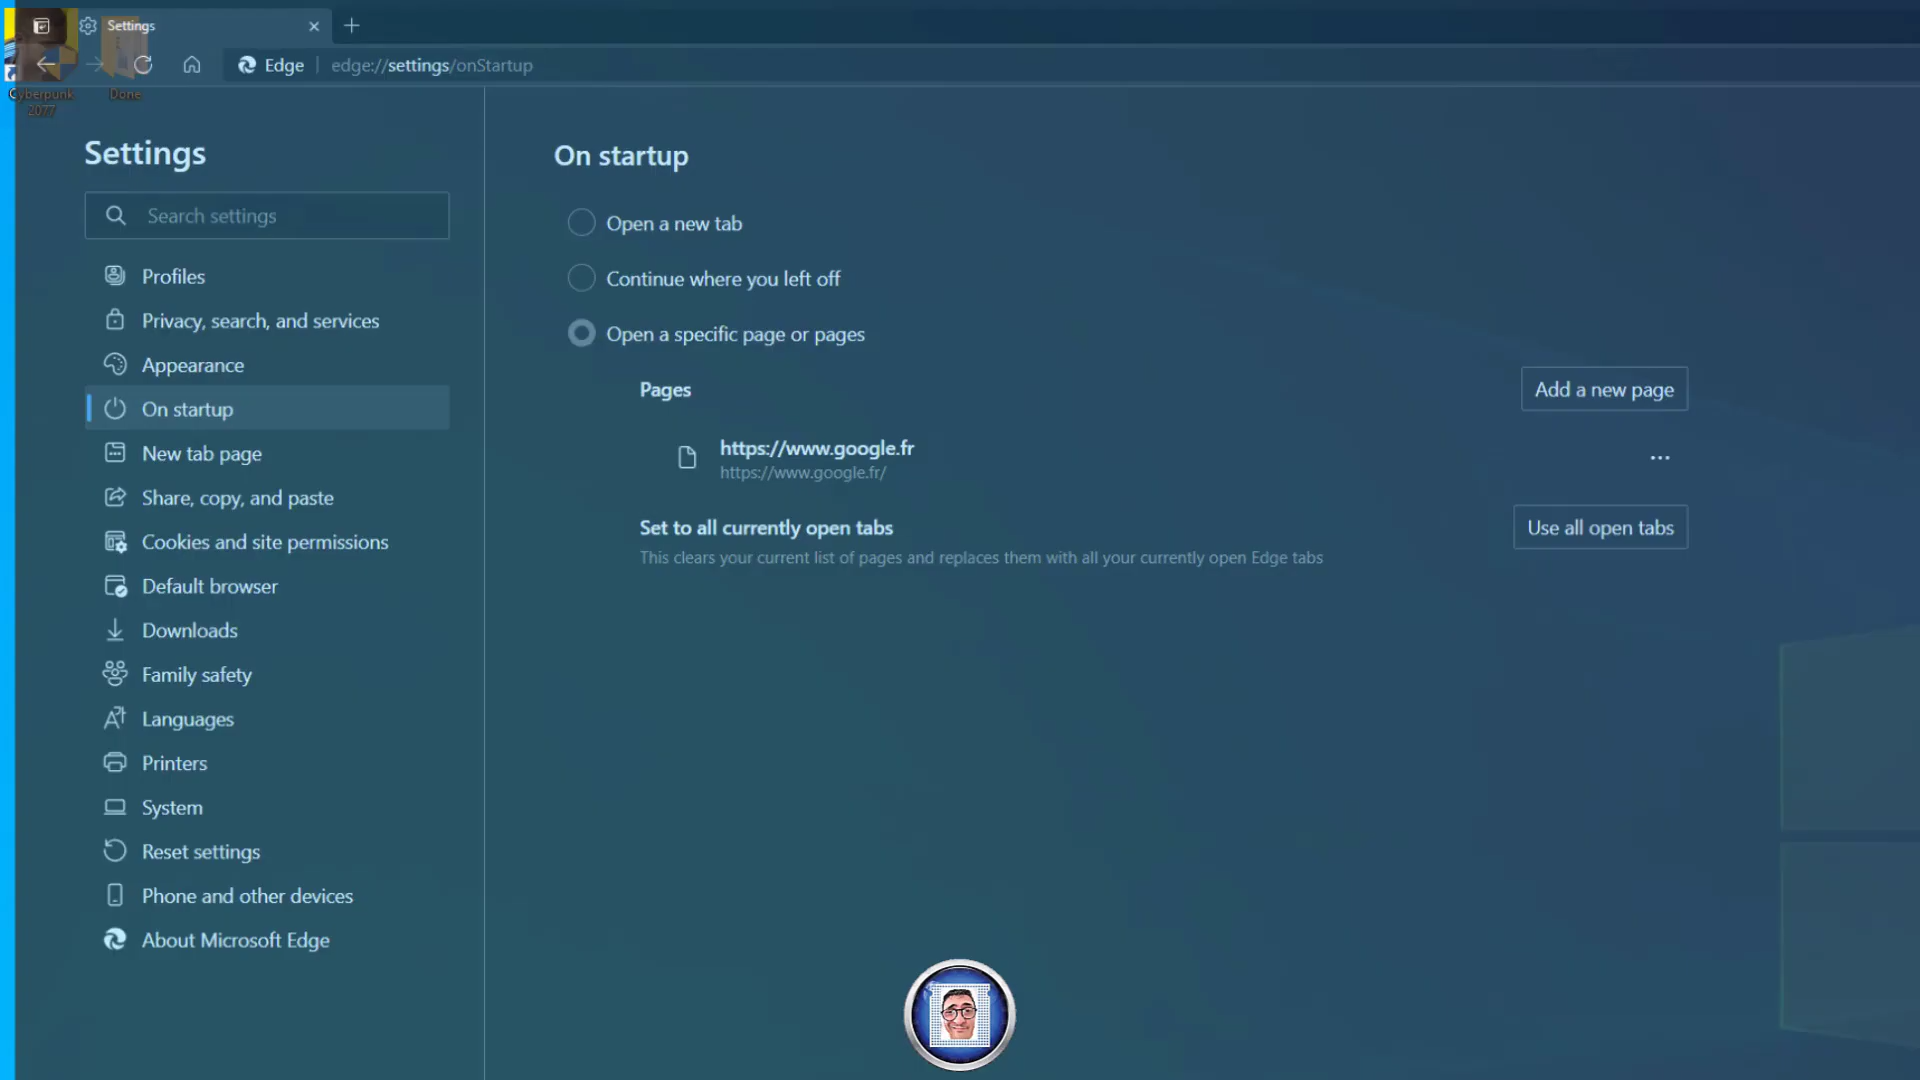 Settings
Edge
edge://settings/onStartup
Cyberpunk
2077
Done
Settings
Search settings
Profiles
Privacy, search, and services
Appearance
On startup
New tab page
Share, copy, and paste
Cookies and site permissions
Default browser
Downloads
Family safety
Languages
Printers
System
Reset settings
Phone and other devices
About Microsoft Edge
On startup
Open a new tab
Continue where you left off
Open a specific page or pages
Pages
Add a new page
https://www.google.fr
https://www.google.fr/
Set to all currently open tabs
Use all open tabs
This clears your current list of pages and replaces them with all your currently open Edge tabs